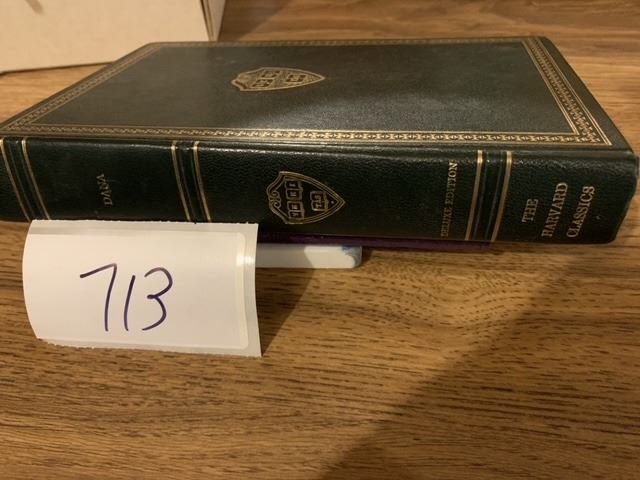 DANA
DELUXE EDITION
THE
HARVARD
CLASSICS
713